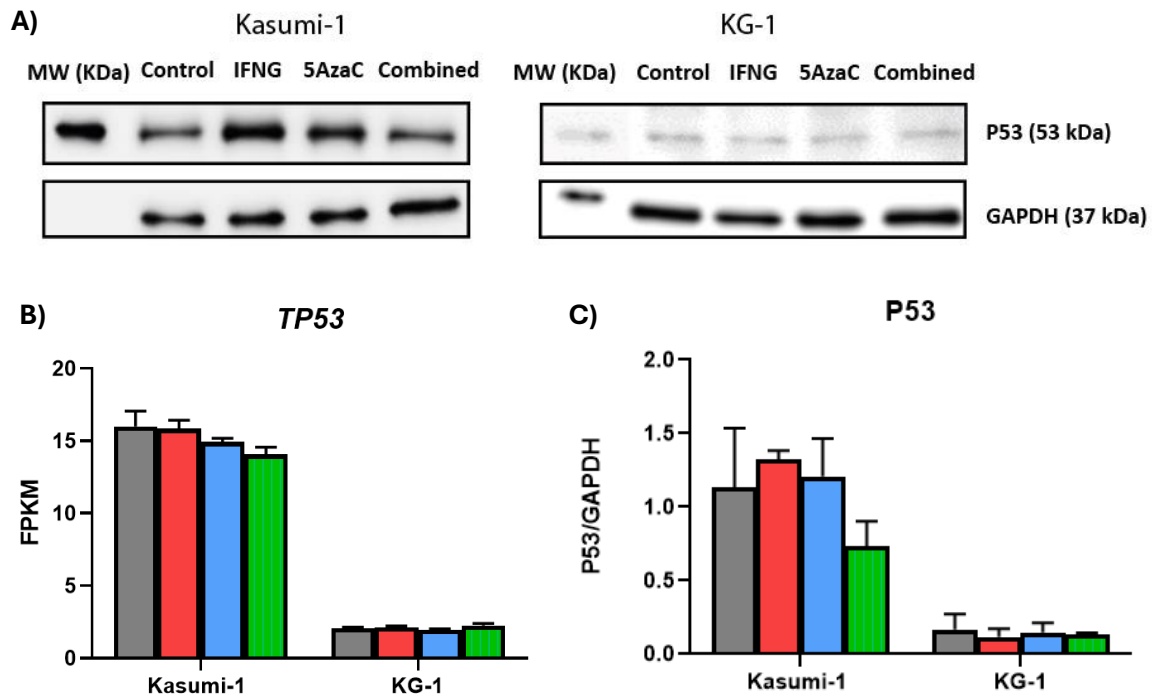 A)
Kasumi-1
KG-1
MW (KDa) Control IFNG 5AzaC Combined
MW (KDa) Control IFNG 5AzaC Combined
P53 (53 kDa)
GAPDH (37 kDa)
B)
TP53
FPKM
20
15
10
5
0
Kasumi-1
KG-1
C)
P53
P53/GAPDH
2.0
1.5
1.0
0.5
0.0
Kasumi-1
KG-1